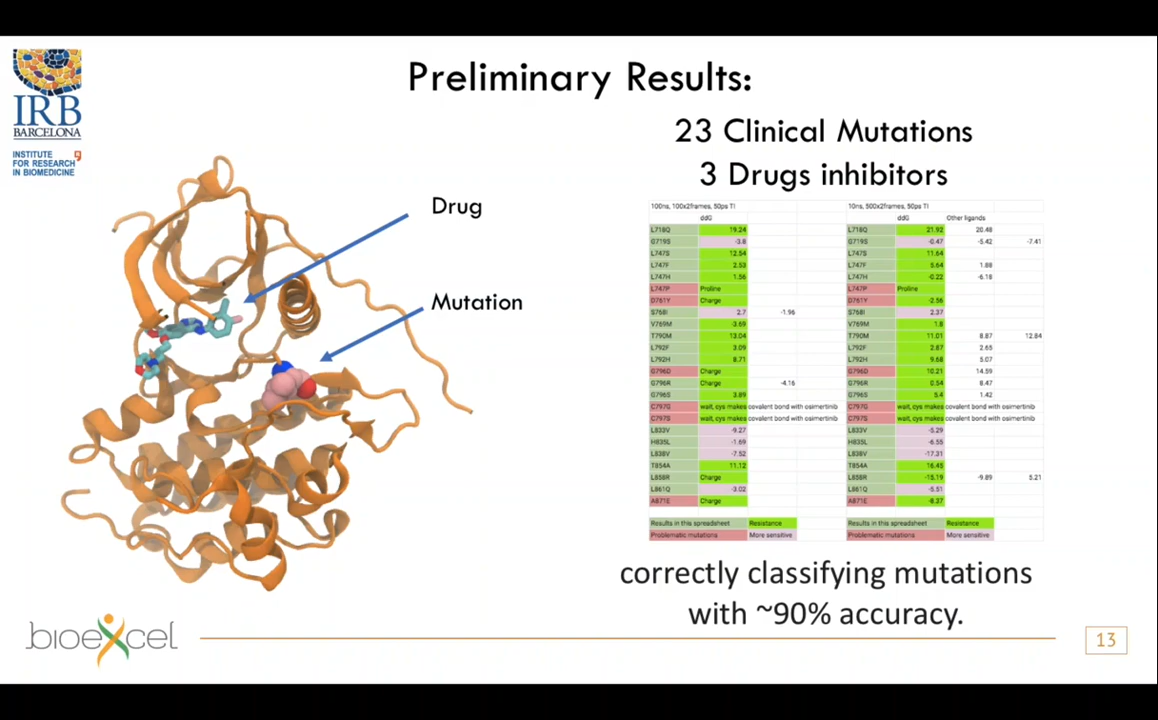 IRB
BARCELONA
INSTITUTE
FOR RESEARCH
IN BIOMEDICINE
Preliminary Results:
23 Clinical Mutations
3 Drugs inhibitors
Drug
Mutation
100ns, 100x2frames, 50ps TI
ddG
L718Q 19.24
G719S -3.8
L747S 12.54
L747F 2.53
L747H 1.56
L747P Proline
D761Y Charge
S768I 2.7 -1.96
V769M -3.69
T790M 13.04
L792F 3.09
L792H 8.71
G796D Charge
G796R Charge -4.16
G796S 3.89
C797G wait, cys makes covalent bond with osimertinib
C797S wait, cys makes covalent bond with osimertinib
L833V -9.27
H835L -1.69
L838V -7.52
T854A 11.12
L858R Charge
L861Q -3.02
A871E Charge
Results in this spreadsheet Resistance
Problematic mutations More sensitive
10ns, 500x2frames, 50ps TI
ddG Other ligands
L718Q 21.92 20.48
G719S -0.47 -5.42 -7.41
L747S 11.64
L747F 5.64 1.88
L747H -0.22 -6.18
L747P Proline
D761Y -2.56
S768I 2.37
V769M 1.8
T790M 11.01 8.87 12.84
L792F 2.87 2.65
L792H 9.68 5.07
G796D 10.21 14.59
G796R 0.54 8.47
G796S 5.4 1.42
C797G wait, cys makes covalent bond with osimertinib
C797S wait, cys makes covalent bond with osimertinib
L833V -5.29
H835L -6.55
L838V -17.31
T854A 16.45
L858R -15.19 -9.89 5.21
L861Q -5.51
A871E -8.37
Results in this spreadsheet Resistance
Problematic mutations More sensitive
correctly classifying mutations
with ~90% accuracy.
bioexcel
13